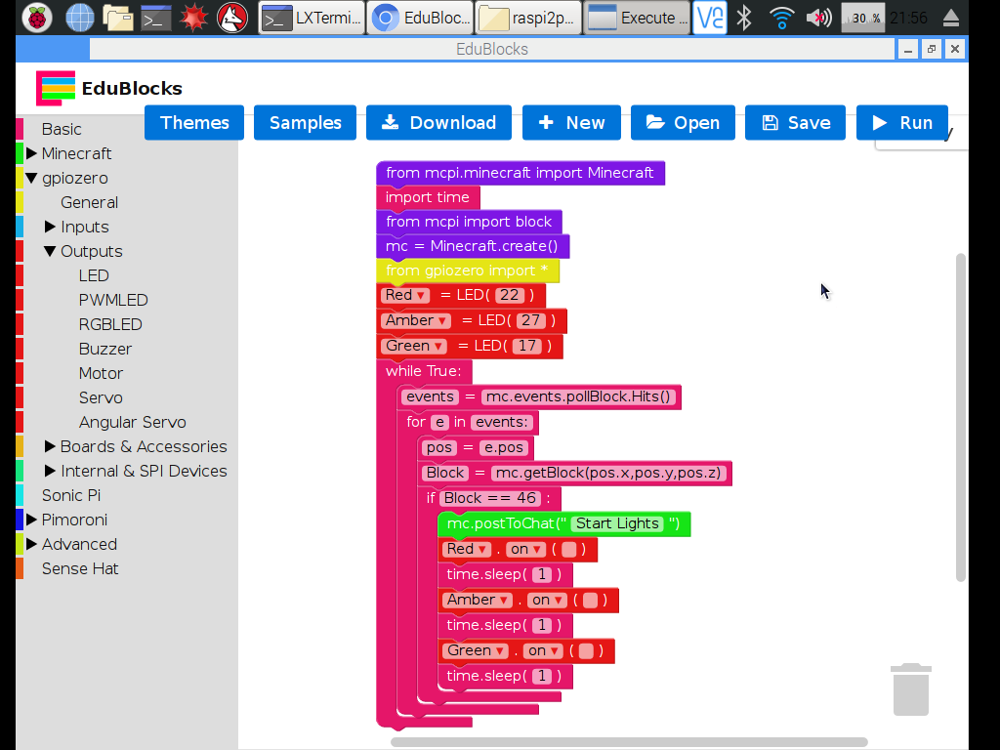 LXTermi...
EduBloc...
raspi2p...
Execute ...
30 %
21:56
EduBlocks
EduBlocks
Themes
Samples
Download
New
Open
Save
Run
y
Basic
Minecraft
gpiozero
General
Inputs
Outputs
LED
PWMLED
RGBLED
Buzzer
Motor
Servo
Angular Servo
Boards & Accessories
Internal & SPI Devices
Sonic Pi
Pimoroni
Advanced
Sense Hat
from mcpi.minecraft import Minecraft
import time
from mcpi import block
mc = Minecraft.create()
from gpiozero import *
Red = LED( 22 )
Amber = LED( 27 )
Green = LED( 17 )
while True:
events = mc.events.pollBlock.Hits()
for e in events:
pos = e.pos
Block = mc.getBlock(pos.x,pos.y,pos.z)
if Block == 46 :
mc.postToChat(" Start Lights ")
Red . on ( )
time.sleep( 1 )
Amber . on ( )
time.sleep( 1 )
Green . on ( )
time.sleep( 1 )